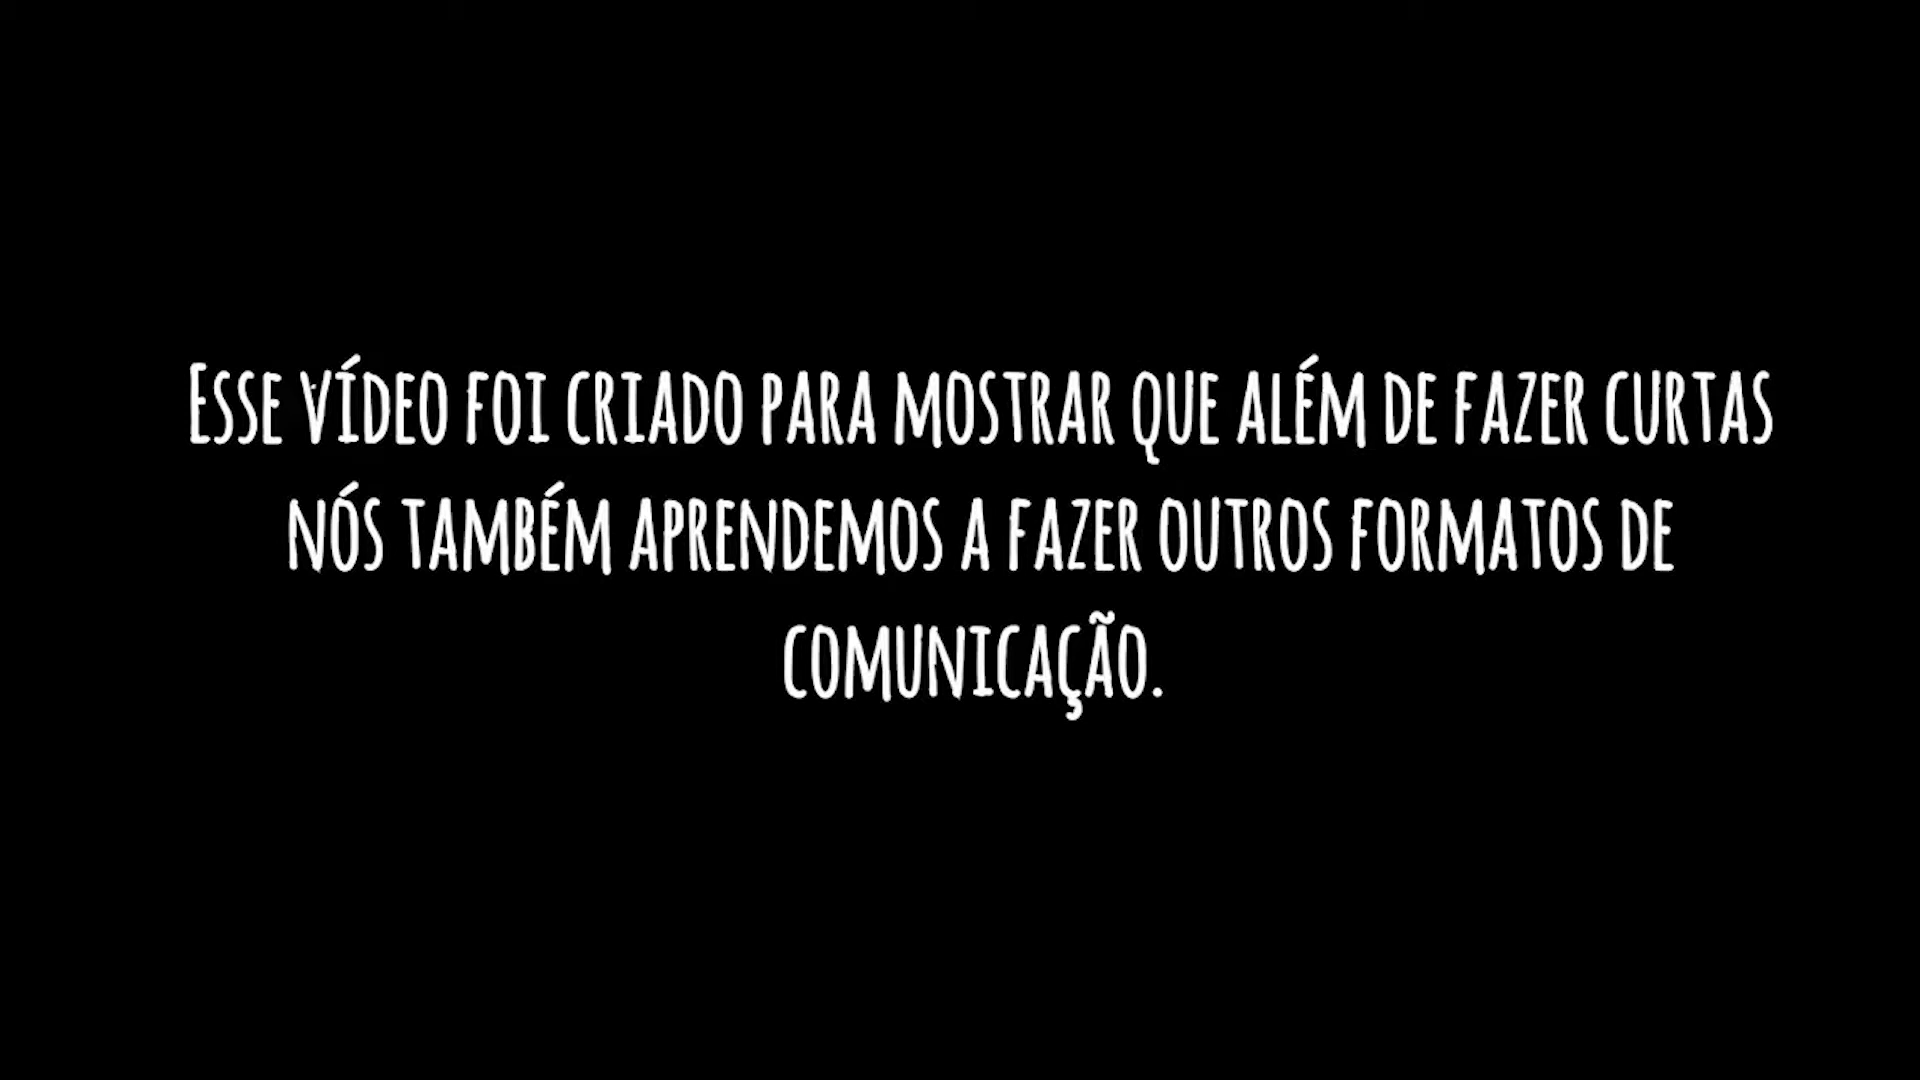 Esse vídeo foi criado para mostrar que além de fazer curtas
nós também aprendemos a fazer outros formatos de
comunicação.